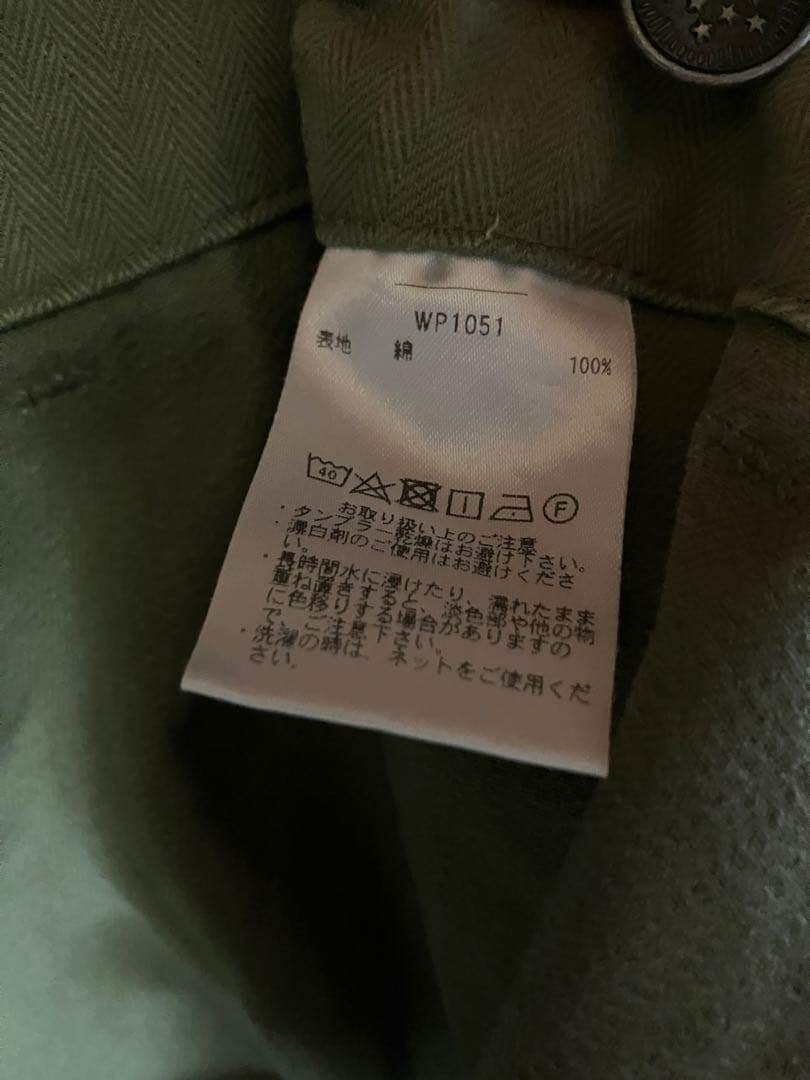 WP1051
表地 綿 100%
40 F
お取り扱い上のご注意
・タンブラー乾燥はお避け下さい。
・漂白剤のご使用はお避けくださ
い。
・長時間水に浸けたり、濡れたまま
重ね置きすると、淡色部や他の物
に色移りする場合がありますの
で、ご注意下さい。
・洗濯の時は、ネットをご使用くだ
さい。